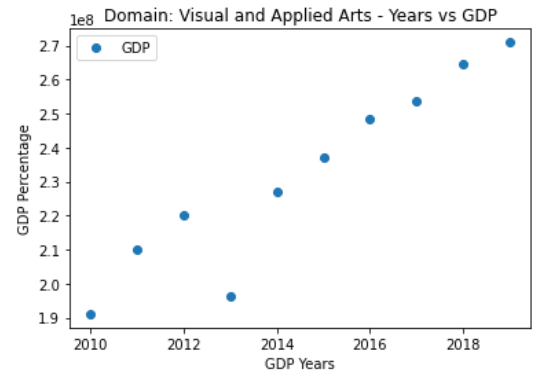 Domain: Visual and Applied Arts - Years vs GDP
1e8
GDP
2.7
2.6
2.5
2.4
2.3
2.2
2.1
2.0
1.9
GDP Percentage
2010 2012 2014 2016 2018
GDP Years